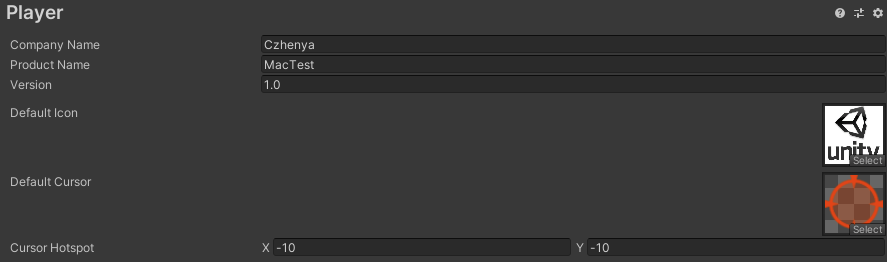 Player
Company Name Czhenya
Product Name MacTest
Version 1.0
Default Icon
unity
Select
Default Cursor
Select
Cursor Hotspot X -10 Y -10